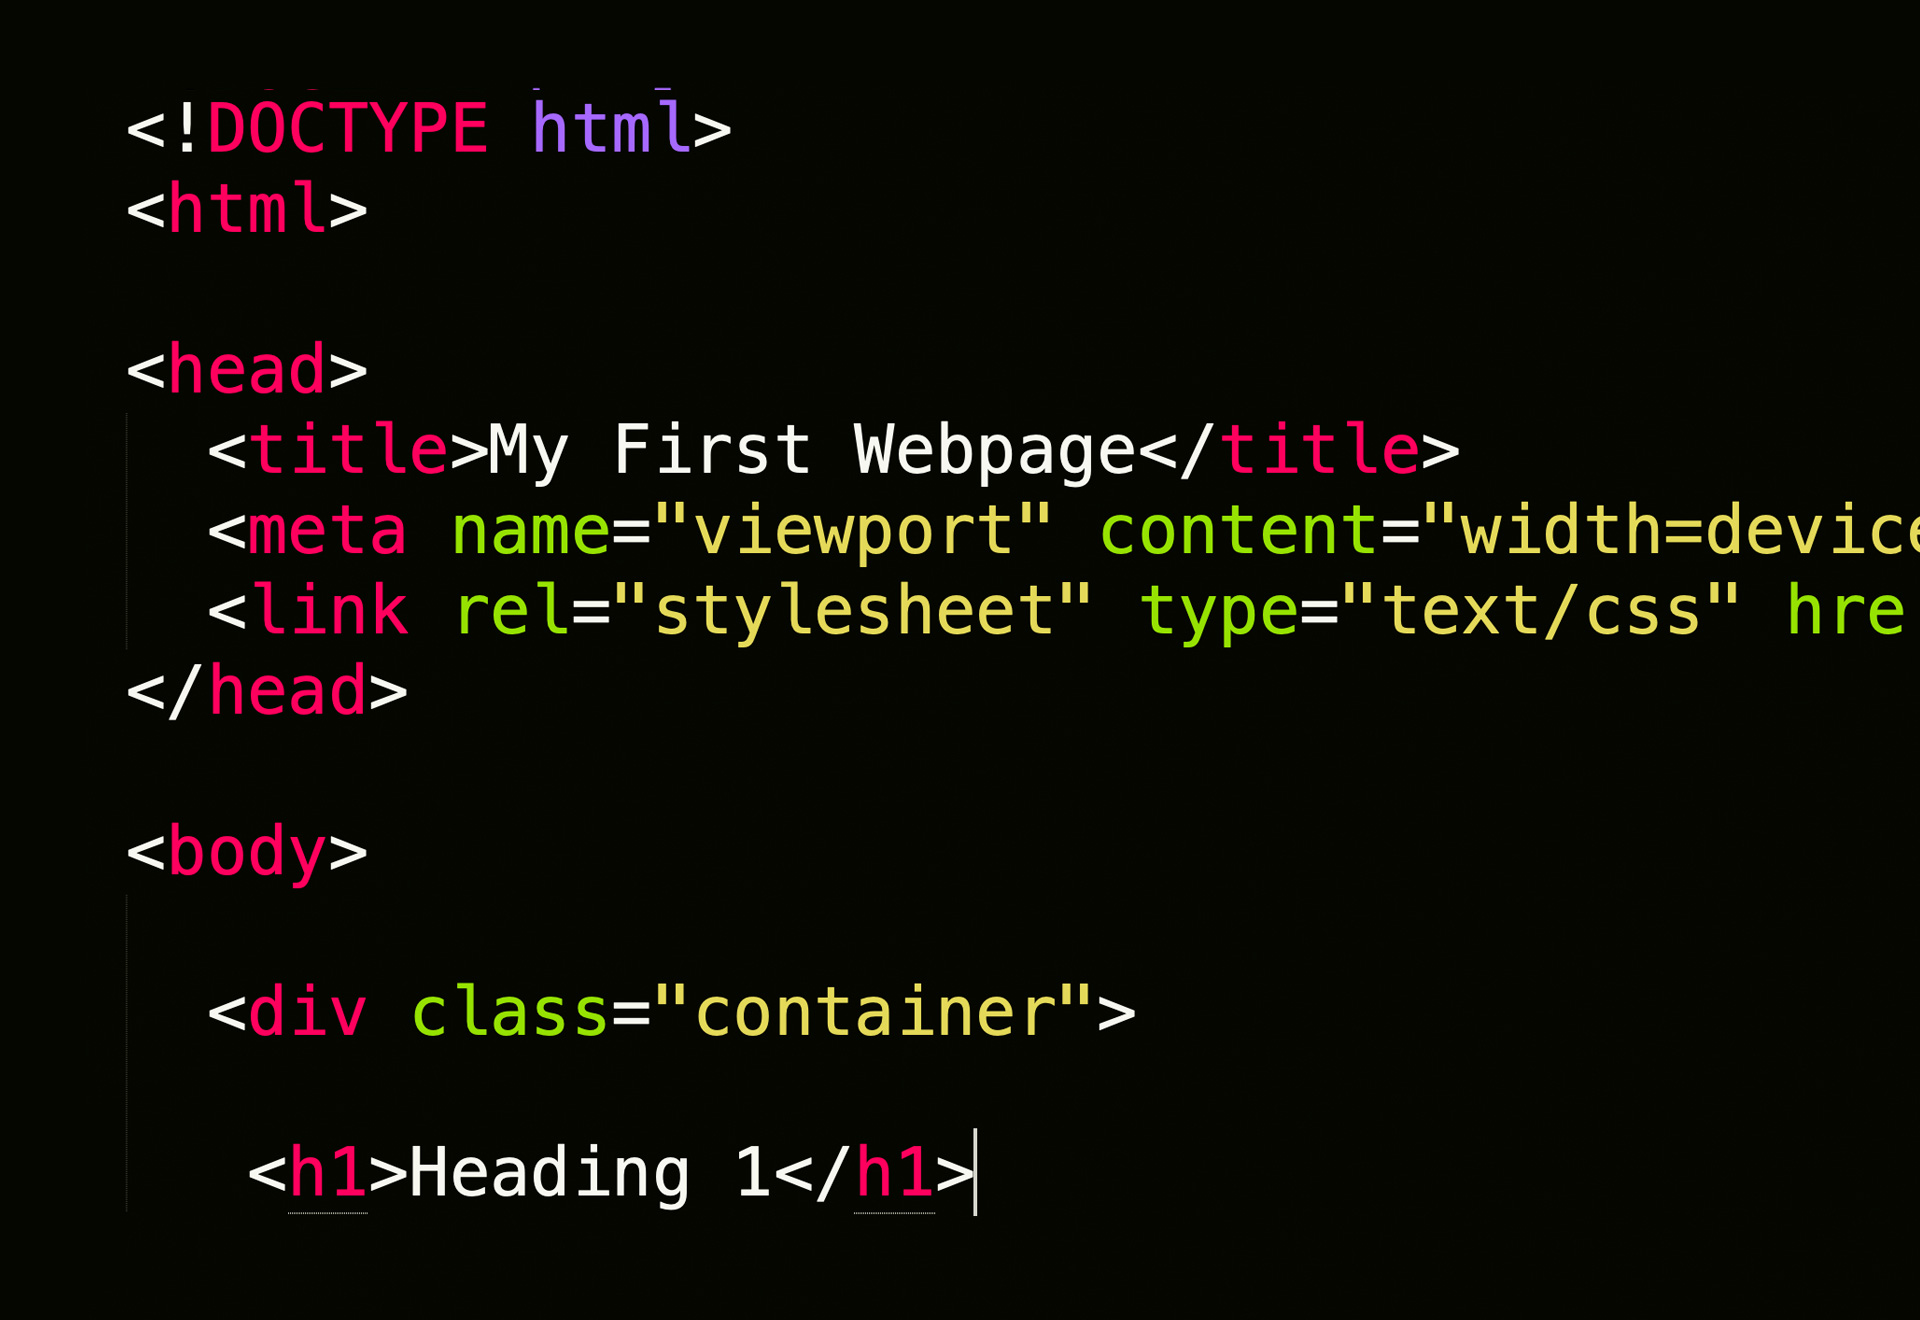 <!DOCTYPE html>
<html>
<head>
<title>My First Webpage</title>
<meta name="viewport" content="width=device
<link rel="stylesheet" type="text/css" hre
</head>
<body>
<div class="container">
<h1>Heading 1</h1>